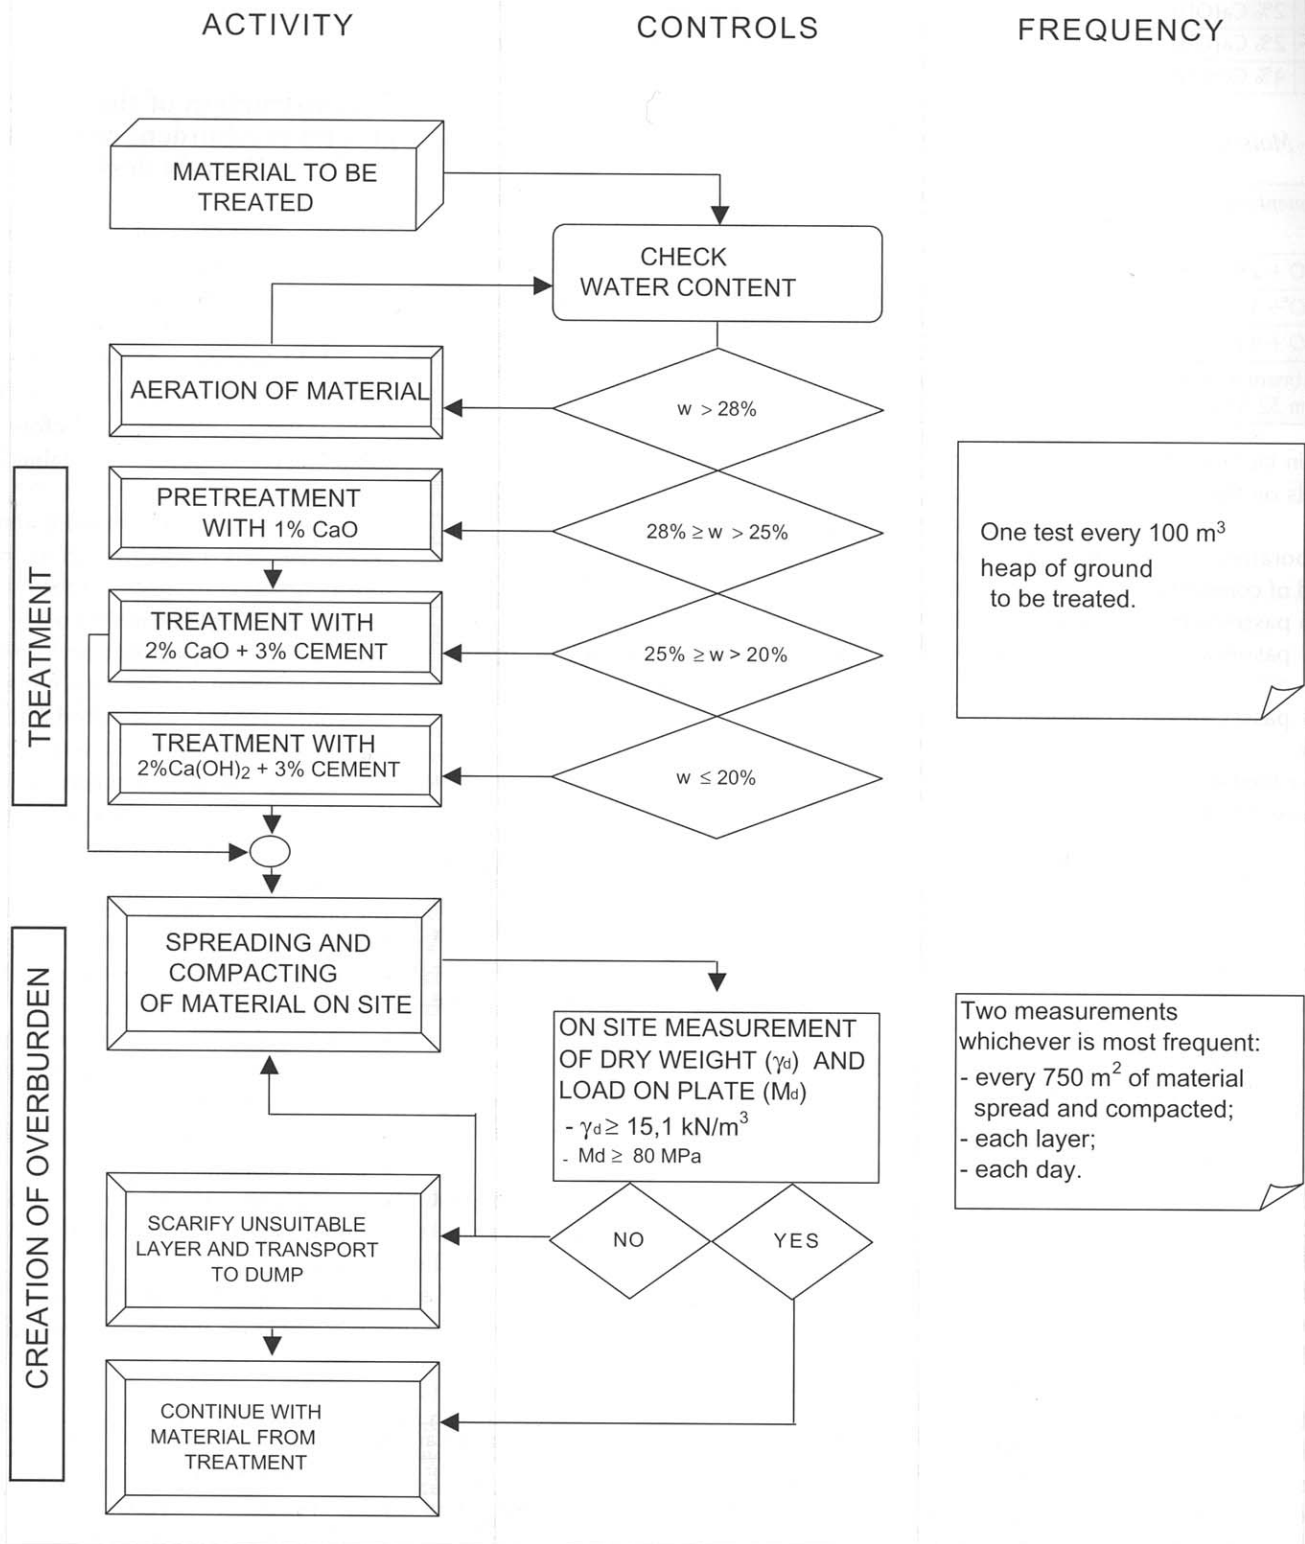 ACTIVITY
CONTROLS
FREQUENCY
MATERIAL TO BE
TREATED
CHECK
WATER CONTENT
AERATION OF MATERIAL
w > 28%
TREATMENT
PRETREATMENT
WITH 1% CaO
28% ≥ w > 25%
One test every 100 m³
heap of ground
to be treated.
TREATMENT WITH
2% CaO + 3% CEMENT
25% ≥ w > 20%
TREATMENT WITH
2%Ca(OH)₂ + 3% CEMENT
w ≤ 20%
CREATION OF OVERBURDEN
SPREADING AND
COMPACTING
OF MATERIAL ON SITE
ON SITE MEASUREMENT
OF DRY WEIGHT (γd) AND
LOAD ON PLATE (Md)
- γd ≥ 15,1 kN/m³
- Md ≥ 80 MPa
Two measurements
whichever is most frequent:
- every 750 m² of material
spread and compacted;
- each layer;
- each day.
SCARIFY UNSUITABLE
LAYER AND TRANSPORT
TO DUMP
NO
YES
CONTINUE WITH
MATERIAL FROM
TREATMENT